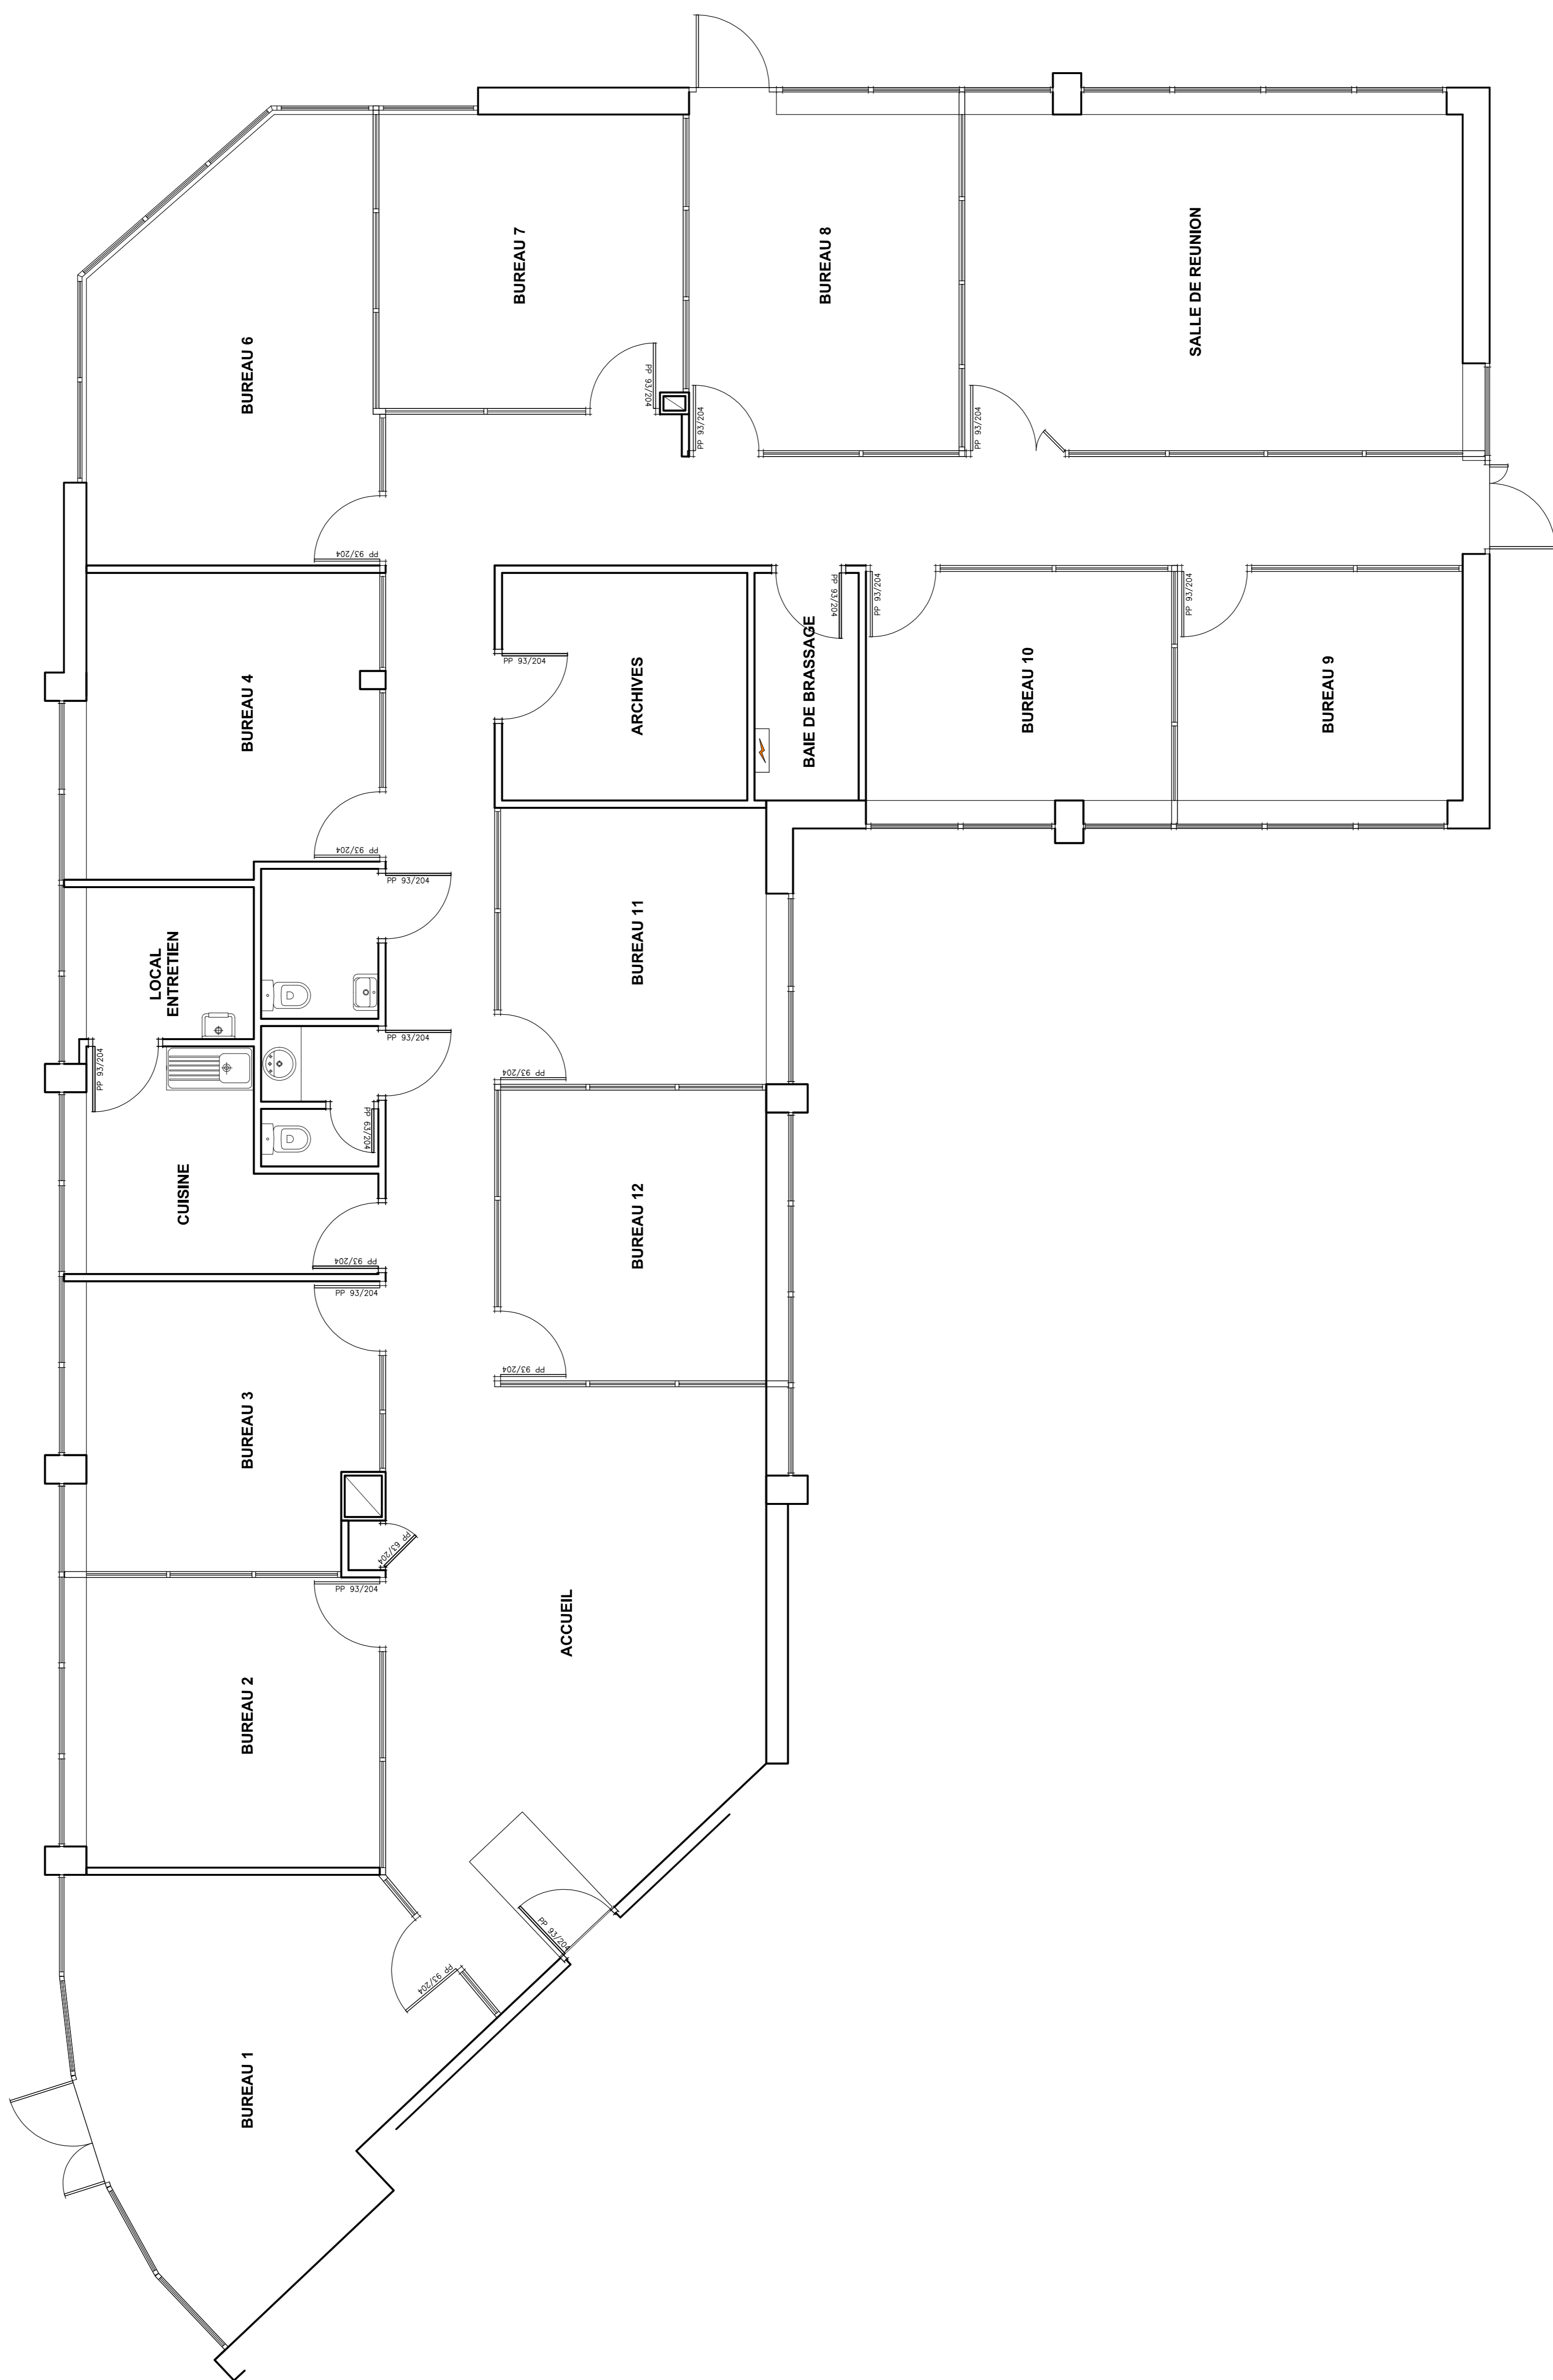 BUREAU 7
BUREAU 8
SALLE DE REUNION
BUREAU 6
PP 93/204
PP 93/204
PP 93/204
PP 93/204
PP 93/204
PP 93/204
PP 93/204
PP 93/204
BUREAU 4
ARCHIVES
BAIE DE BRASSAGE
BUREAU 10
BUREAU 9
PP 93/204
PP 93/204
LOCAL
ENTRETIEN
BUREAU 11
PP 93/204
PP 93/204
PP 93/204
PP 63/204
CUISINE
BUREAU 12
PP 93/204
PP 93/204
PP 93/204
BUREAU 3
PP 63/204
PP 93/204
ACCUEIL
BUREAU 2
PP 93/204
PP 93/204
BUREAU 1